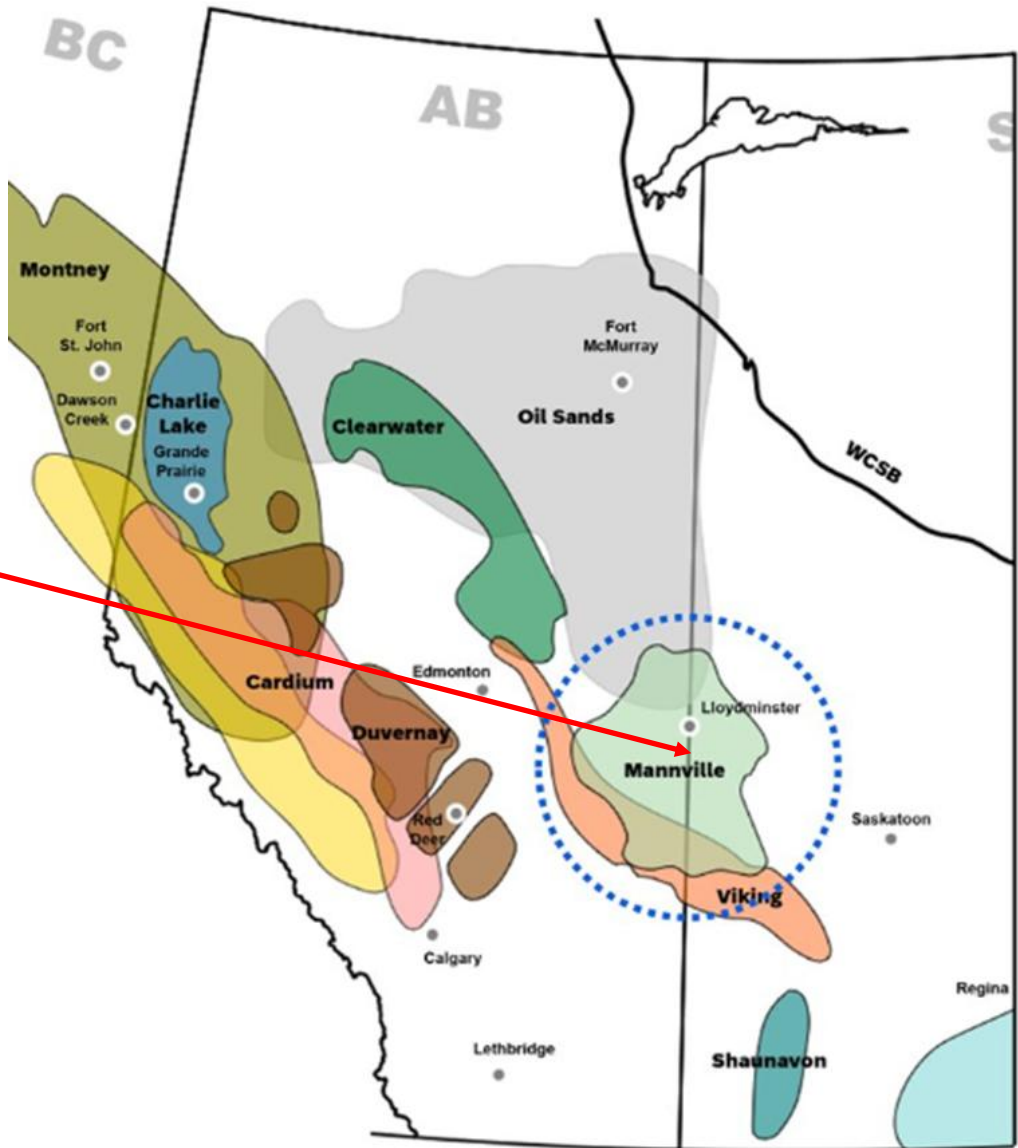 BC
AB
S
Montney
Fort
St. John
Fort
McMurray
Dawson
Creek
Charlie
Lake
Grande
Prairie
Clearwater
Oil Sands
WCSB
Cardium
Edmonton
Lloydminster
Duvernay
Mannville
Red
Deer
Saskatoon
Viking
Calgary
Regina
Lethbridge
Shaunavon